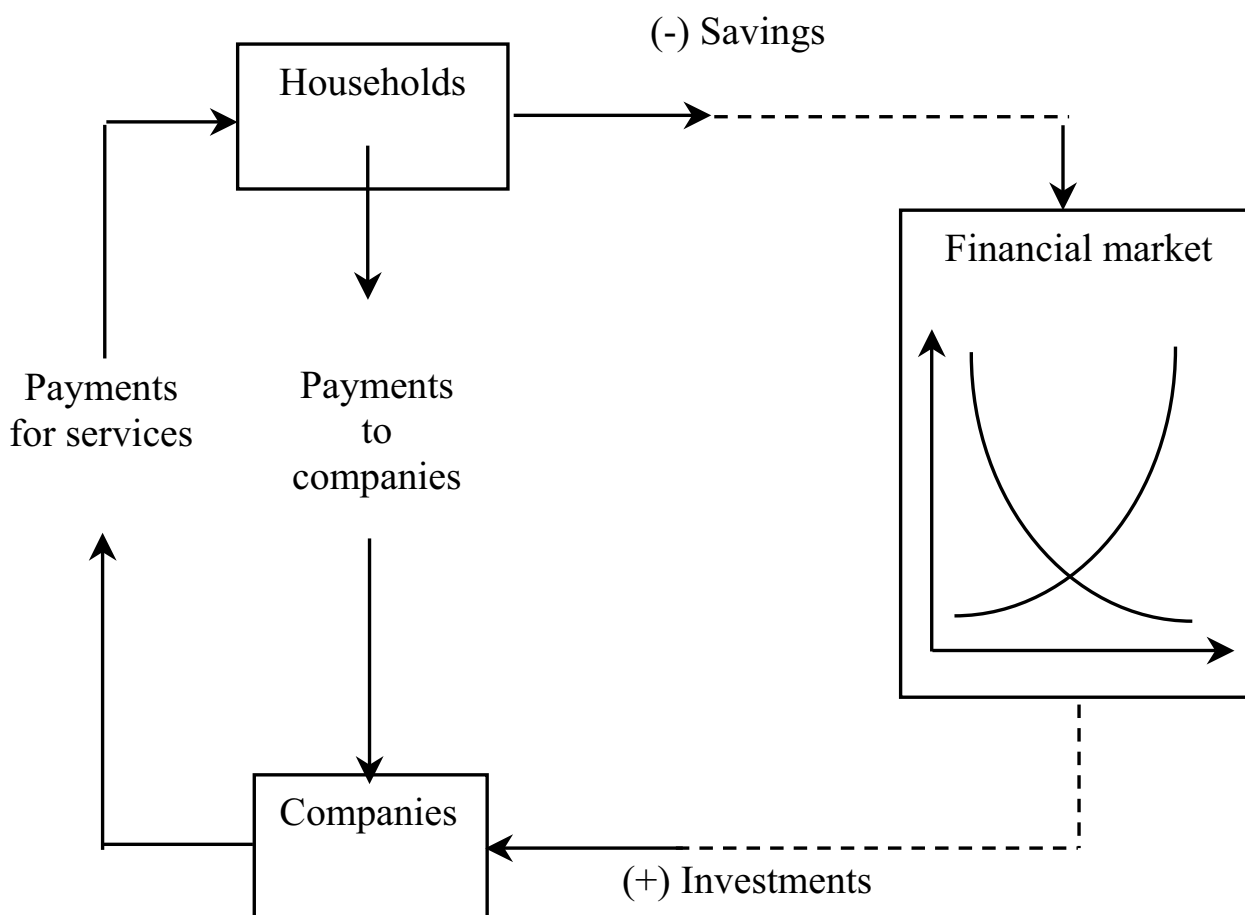 (-) Savings
Households
Financial market
Payments
for services
Payments
to
companies
Companies
(+) Investments